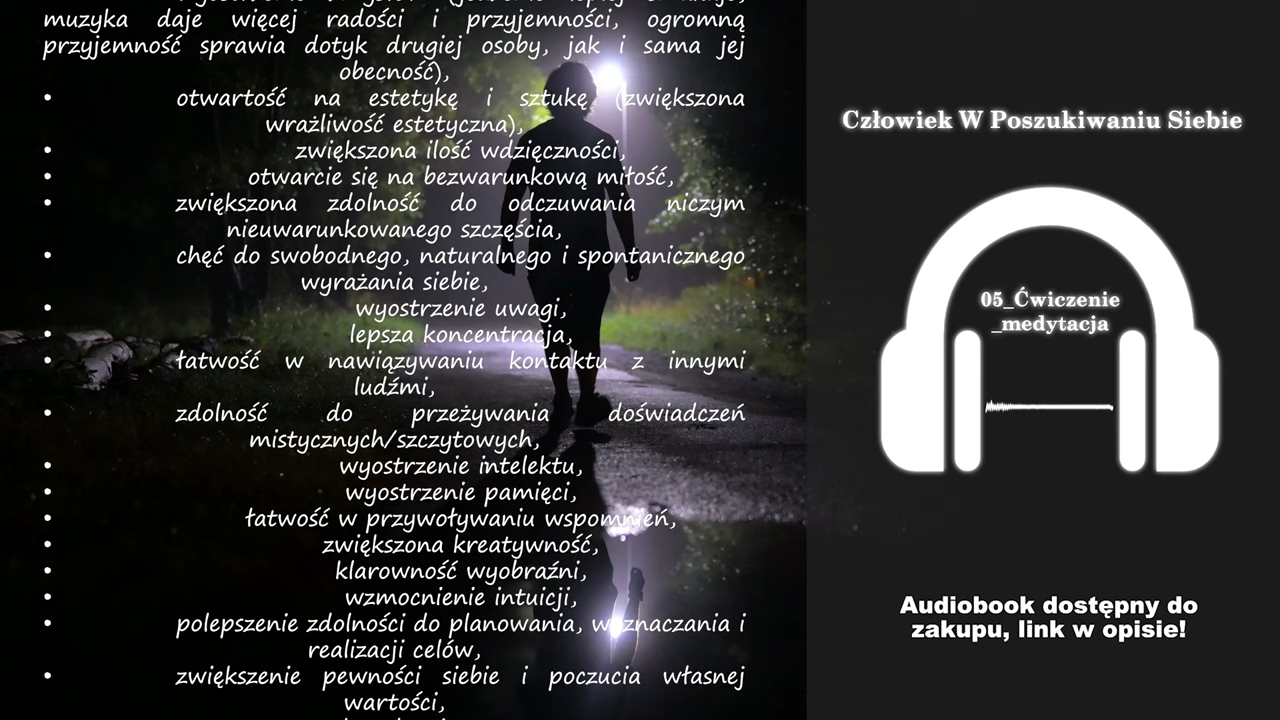 muzyka daje więcej radości i przyjemności, ogromną
przyjemność sprawia dotyk drugiej osoby, jak i sama jej
obecność),
• otwartość na estetykę i sztukę (zwiększona
wrażliwość estetyczna),
• zwiększona ilość wdzięczności,
• otwarcie się na bezwarunkową miłość,
• zwiększona zdolność do odczuwania niczym
nieuwarunkowanego szczęścia,
• chęć do swobodnego, naturalnego i spontanicznego
wyrażania siebie,
• wyostrzenie uwagi,
• lepsza koncentracja,
• łatwość w nawiązywaniu kontaktu z innymi
ludźmi,
• zdolność do przeżywania doświadczeń
mistycznych/szczytowych,
• wyostrzenie intelektu,
• wyostrzenie pamięci,
• łatwość w przywoływaniu wspomnień,
• zwiększona kreatywność,
• klarowność wyobraźni,
• wzmocnienie intuicji,
• polepszenie zdolności do planowania, wyznaczania i
realizacji celów,
• zwiększenie pewności siebie i poczucia własnej
wartości,
Człowiek W Poszukiwaniu Siebie
05_Ćwiczenie
_medytacja
Audiobook dostępny do
zakupu, link w opisie!